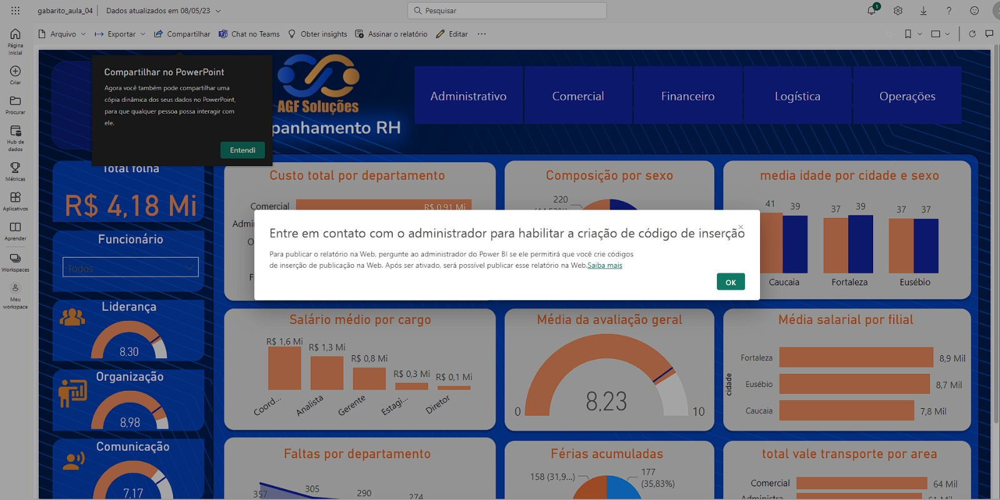 gabarito_aula_04
Dados atualizados em 08/05/23
Pesquisar
1
Arquivo
Exportar
Compartilhar
Chat no Teams
Obter insights
Assinar o relatório
Editar
Página
Inicial
Criar
Procurar
Hub de
dados
Métricas
Aplicativos
Aprender
Workspaces
Meu
workspace
Compartilhar no PowerPoint
Agora você também pode compartilhar uma
cópia dinâmica dos seus dados no PowerPoint,
para que qualquer pessoa possa interagir com
ele.
Entendi
AGF Soluções
panhamento RH
Administrativo
Comercial
Financeiro
Logística
Operações
Total folha
R$ 4,18 Mi
Funcionário
Todos
Liderança
8,30
Organização
8,98
Comunicação
7,17
Custo total por departamento
Comercial
R$ 0,91 Mi
Admi
O
F
Composição por sexo
220
media idade por cidade e sexo
41
39
37
39
37
37
Caucaia
Fortaleza
Eusébio
Entre em contato com o administrador para habilitar a criação de código de inserção
Para publicar o relatório na Web, pergunte ao administrador do Power BI se ele permitirá que você crie códigos
de inserção de publicação na Web. Após ser ativado, será possível publicar esse relatório na Web.Saiba mais
OK
Salário médio por cargo
R$ 1,6 Mi
R$ 1,3 Mi
R$ 0,8 Mi
R$ 0,3 Mi
R$ 0,1 Mi
Coord...
Analista
Gerente
Estagi...
Diretor
Média da avaliação geral
8,23
0
10
Média salarial por filial
cidade
Fortaleza
8,9 Mil
Eusébio
8,7 Mil
Caucaia
7,8 Mil
Faltas por departamento
357
305
290
274
Férias acumuladas
158 (31,9...)
177
(35,83%)
total vale transporte por area
Comercial
64 Mil
Administra
61 Mil